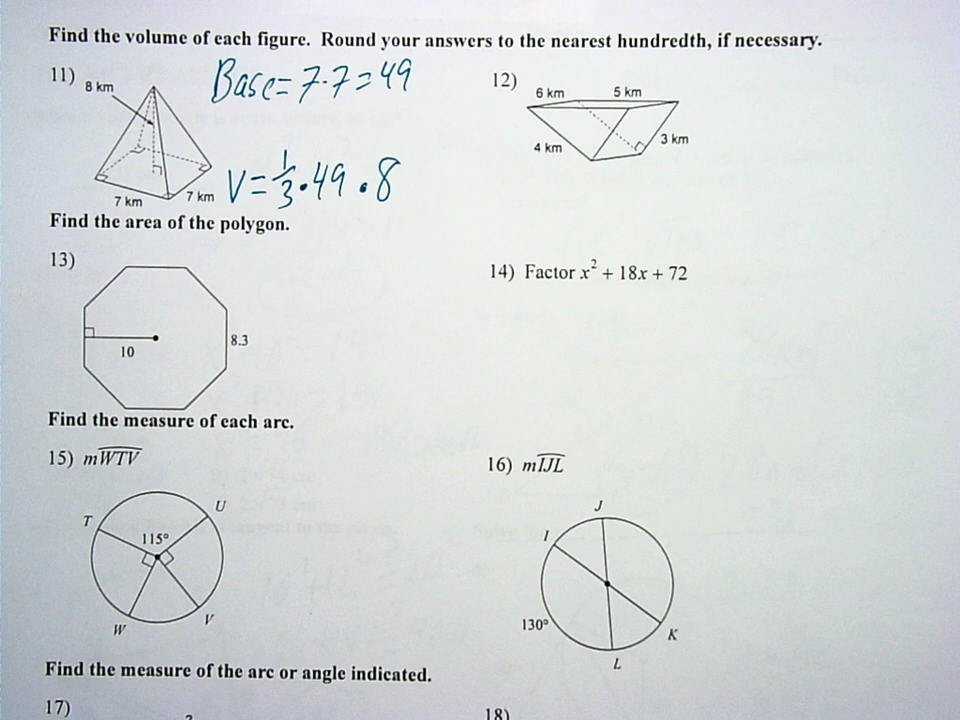 Find the volume of each figure. Round your answers to the nearest hundredth, if necessary.
11)
8 km
7 km
7 km
Base = 7·7 = 49
V = 1/3 · 49 · 8
12)
6 km
5 km
4 km
3 km
Find the area of the polygon.
13)
10
8.3
14) Factor x² + 18x + 72
Find the measure of each arc.
15) mWTV
T
U
115°
W
V
16) mIJL
J
I
130°
K
L
Find the measure of the arc or angle indicated.
17)
18)